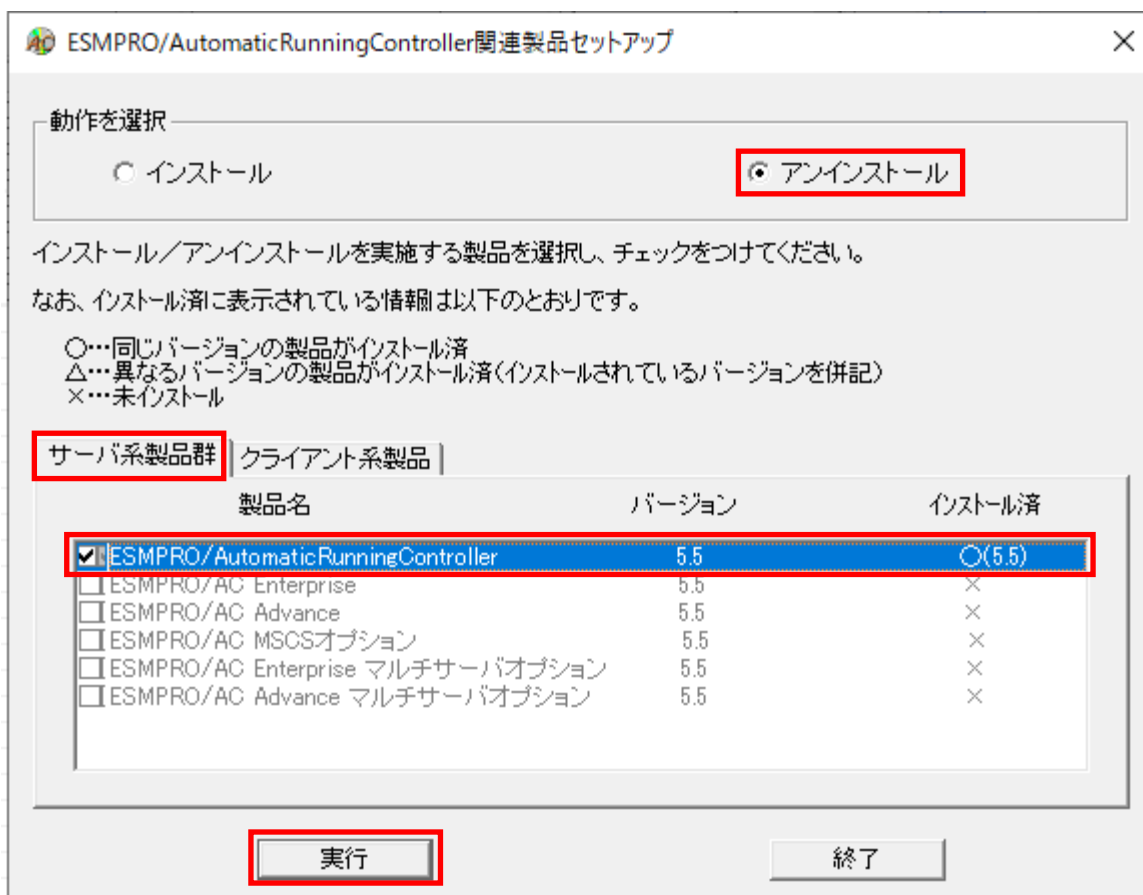 ESMPRO/AutomaticRunningController関連製品セットアップ
動作を選択
インストール アンインストール
インストール／アンインストールを実施する製品を選択し、チェックをつけてください。
なお、インストール済に表示されている情報は以下のとおりです。
○…同じバージョンの製品がインストール済
△…異なるバージョンの製品がインストール済(インストールされているバージョンを併記)
×…未インストール
サーバ系製品群 クライアント系製品
製品名 バージョン インストール済
ESMPRO/AutomaticRunningController 5.5 ○(5.5)
ESMPRO/AC Enterprise 5.5 ×
ESMPRO/AC Advance 5.5 ×
ESMPRO/AC MSCSオプション 5.5 ×
ESMPRO/AC Enterprise マルチサーバオプション 5.5 ×
ESMPRO/AC Advance マルチサーバオプション 5.5 ×
実行 終了